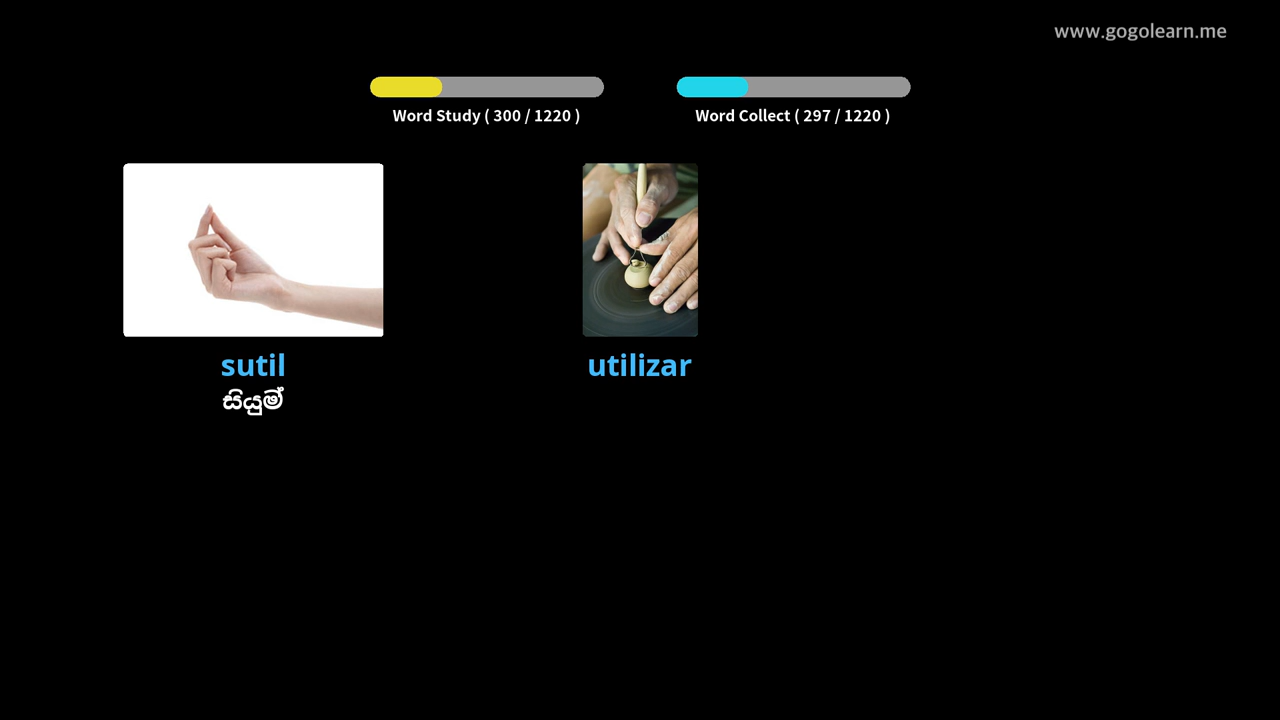 www.gogolearn.me
Word Study ( 300 / 1220 )
Word Collect ( 297 / 1220 )
sutil
සියුම්
utilizar